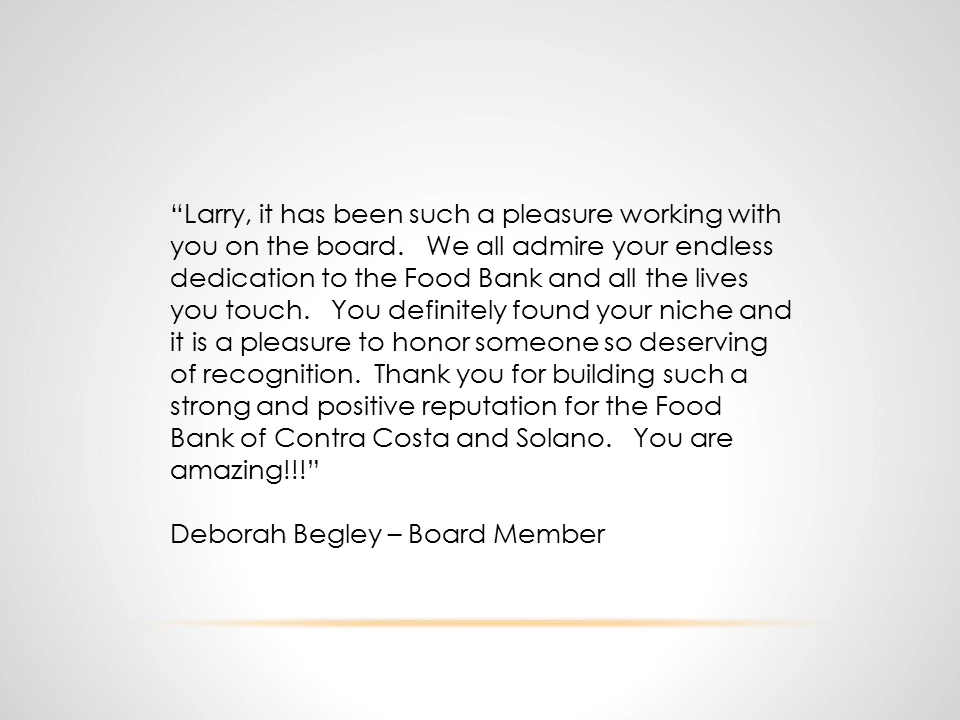 “Larry, it has been such a pleasure working with
you on the board.   We all admire your endless
dedication to the Food Bank and all the lives
you touch.   You definitely found your niche and
it is a pleasure to honor someone so deserving
of recognition.  Thank you for building such a
strong and positive reputation for the Food
Bank of Contra Costa and Solano.   You are
amazing!!!”
Deborah Begley – Board Member